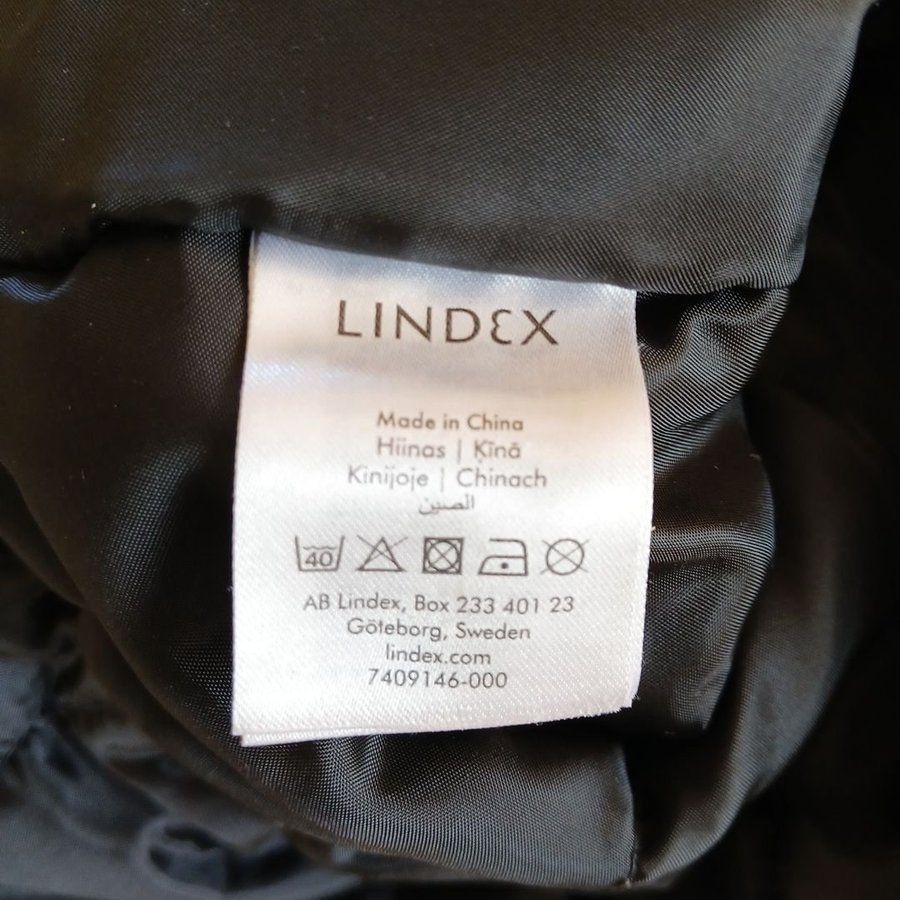 LINDEX
Made in China
Hiinas | Ķīnā
Kinijoje | Chinach
الصين
40
AB Lindex, Box 233 401 23
Göteborg, Sweden
lindex.com
7409146-000